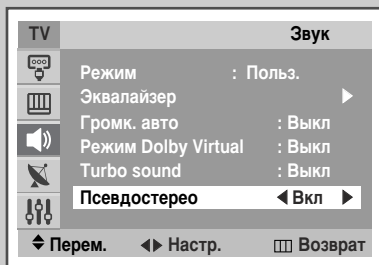 TV Звук
Режим : Польз.
Эквалайзер
Громк. авто : Выкл
Режим Dolby Virtual : Выкл
Turbo sound : Выкл
Псевдостерео Вкл
Перем. Настр. Возврат